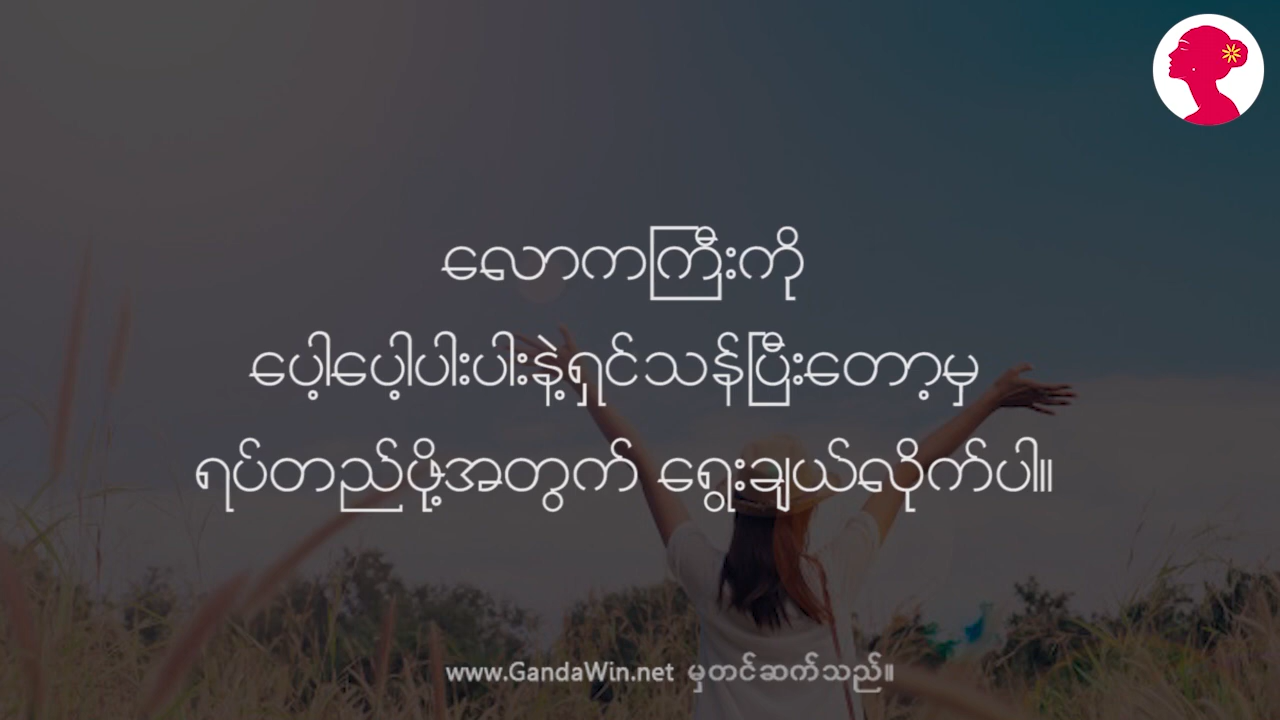 လောကကြီးကို
ပေါ့ပေါ့ပါးပါးနဲ့ရှင်သန်ပြီးတော့မှ
ရပ်တည်ဖို့အတွက် ရွေးချယ်လိုက်ပါ။
www.GandaWin.net မှတင်ဆက်သည်။